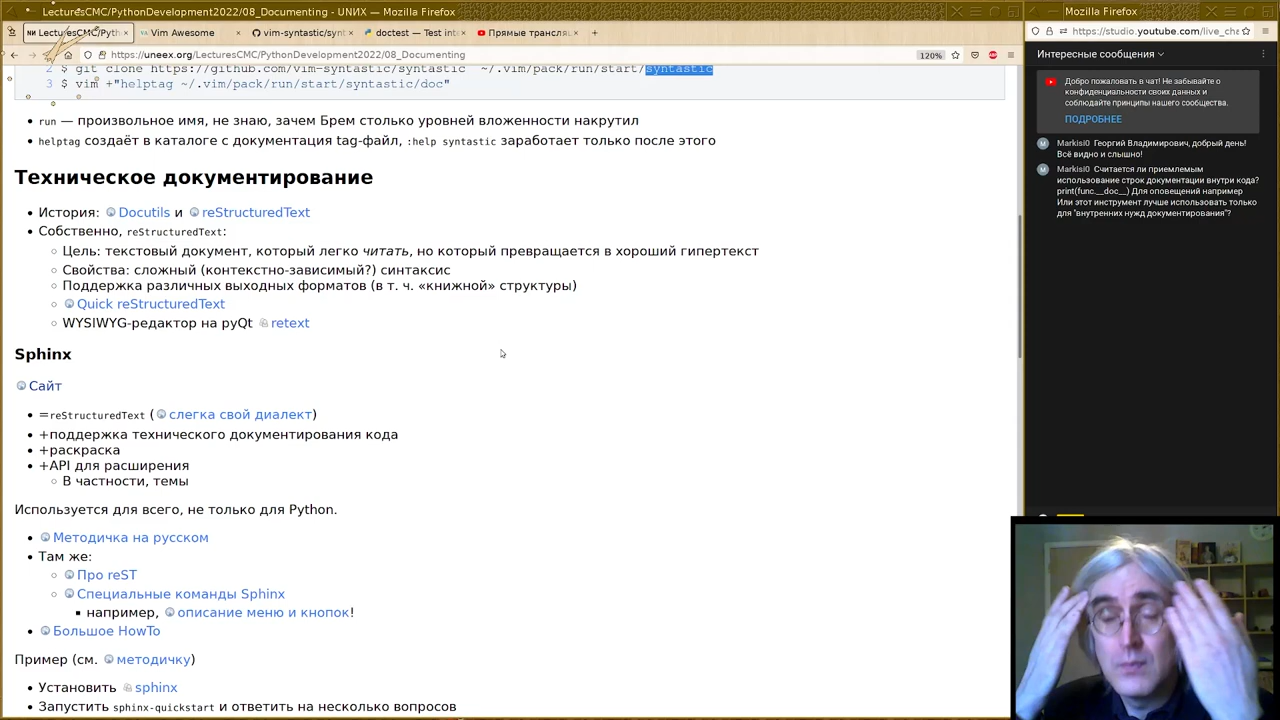 LecturesCMC/PythonDevelopment2022/08_Documenting - UNИX — Mozilla Firefox
LecturesCMC/Pyth
Vim Awesome
vim-syntastic/synt
doctest — Test inte
Прямые трансляц
https://uneex.org/LecturesCMC/PythonDevelopment2022/08_Documenting
120%
2 $ git clone https://github.com/vim-syntastic/syntastic ~/.vim/pack/run/start/syntastic
3 $ vim +"helptag ~/.vim/pack/run/start/syntastic/doc"
run — произвольное имя, не знаю, зачем Брем столько уровней вложенности накрутил
helptag создаёт в каталоге с документация tag-файл, :help syntastic заработает только после этого
Техническое документирование
История: Docutils и reStructuredText
Собственно, reStructuredText:
Цель: текстовый документ, который легко читать, но который превращается в хороший гипертекст
Свойства: сложный (контекстно-зависимый?) синтаксис
Поддержка различных выходных форматов (в т. ч. «книжной» структуры)
Quick reStructuredText
WYSIWYG-редактор на pyQt retext
Sphinx
Сайт
=reStructuredText (слегка свой диалект)
+поддержка технического документирования кода
+раскраска
+API для расширения
В частности, темы
Используется для всего, не только для Python.
Методичка на русском
Там же:
Про reST
Специальные команды Sphinx
например, описание меню и кнопок!
Большое HowTo
Пример (см. методичку)
Установить sphinx
Запустить sphinx-quickstart и ответить на несколько вопросов
Mozilla Firefox
https://studio.youtube.com/live_cha
Интересные сообщения
Добро пожаловать в чат! Не забывайте о
конфиденциальности своих данных и
соблюдайте принципы нашего сообщества.
ПОДРОБНЕЕ
Markisi0 Георгий Владимирович, добрый день!
Всё видно и слышно!
Markisi0 Считается ли приемлемым
использование строк документации внутри кода?
print(func.__doc__) Для оповещений например
Или этот инструмент лучше использовать только
для "внутренних нужд документирования"?